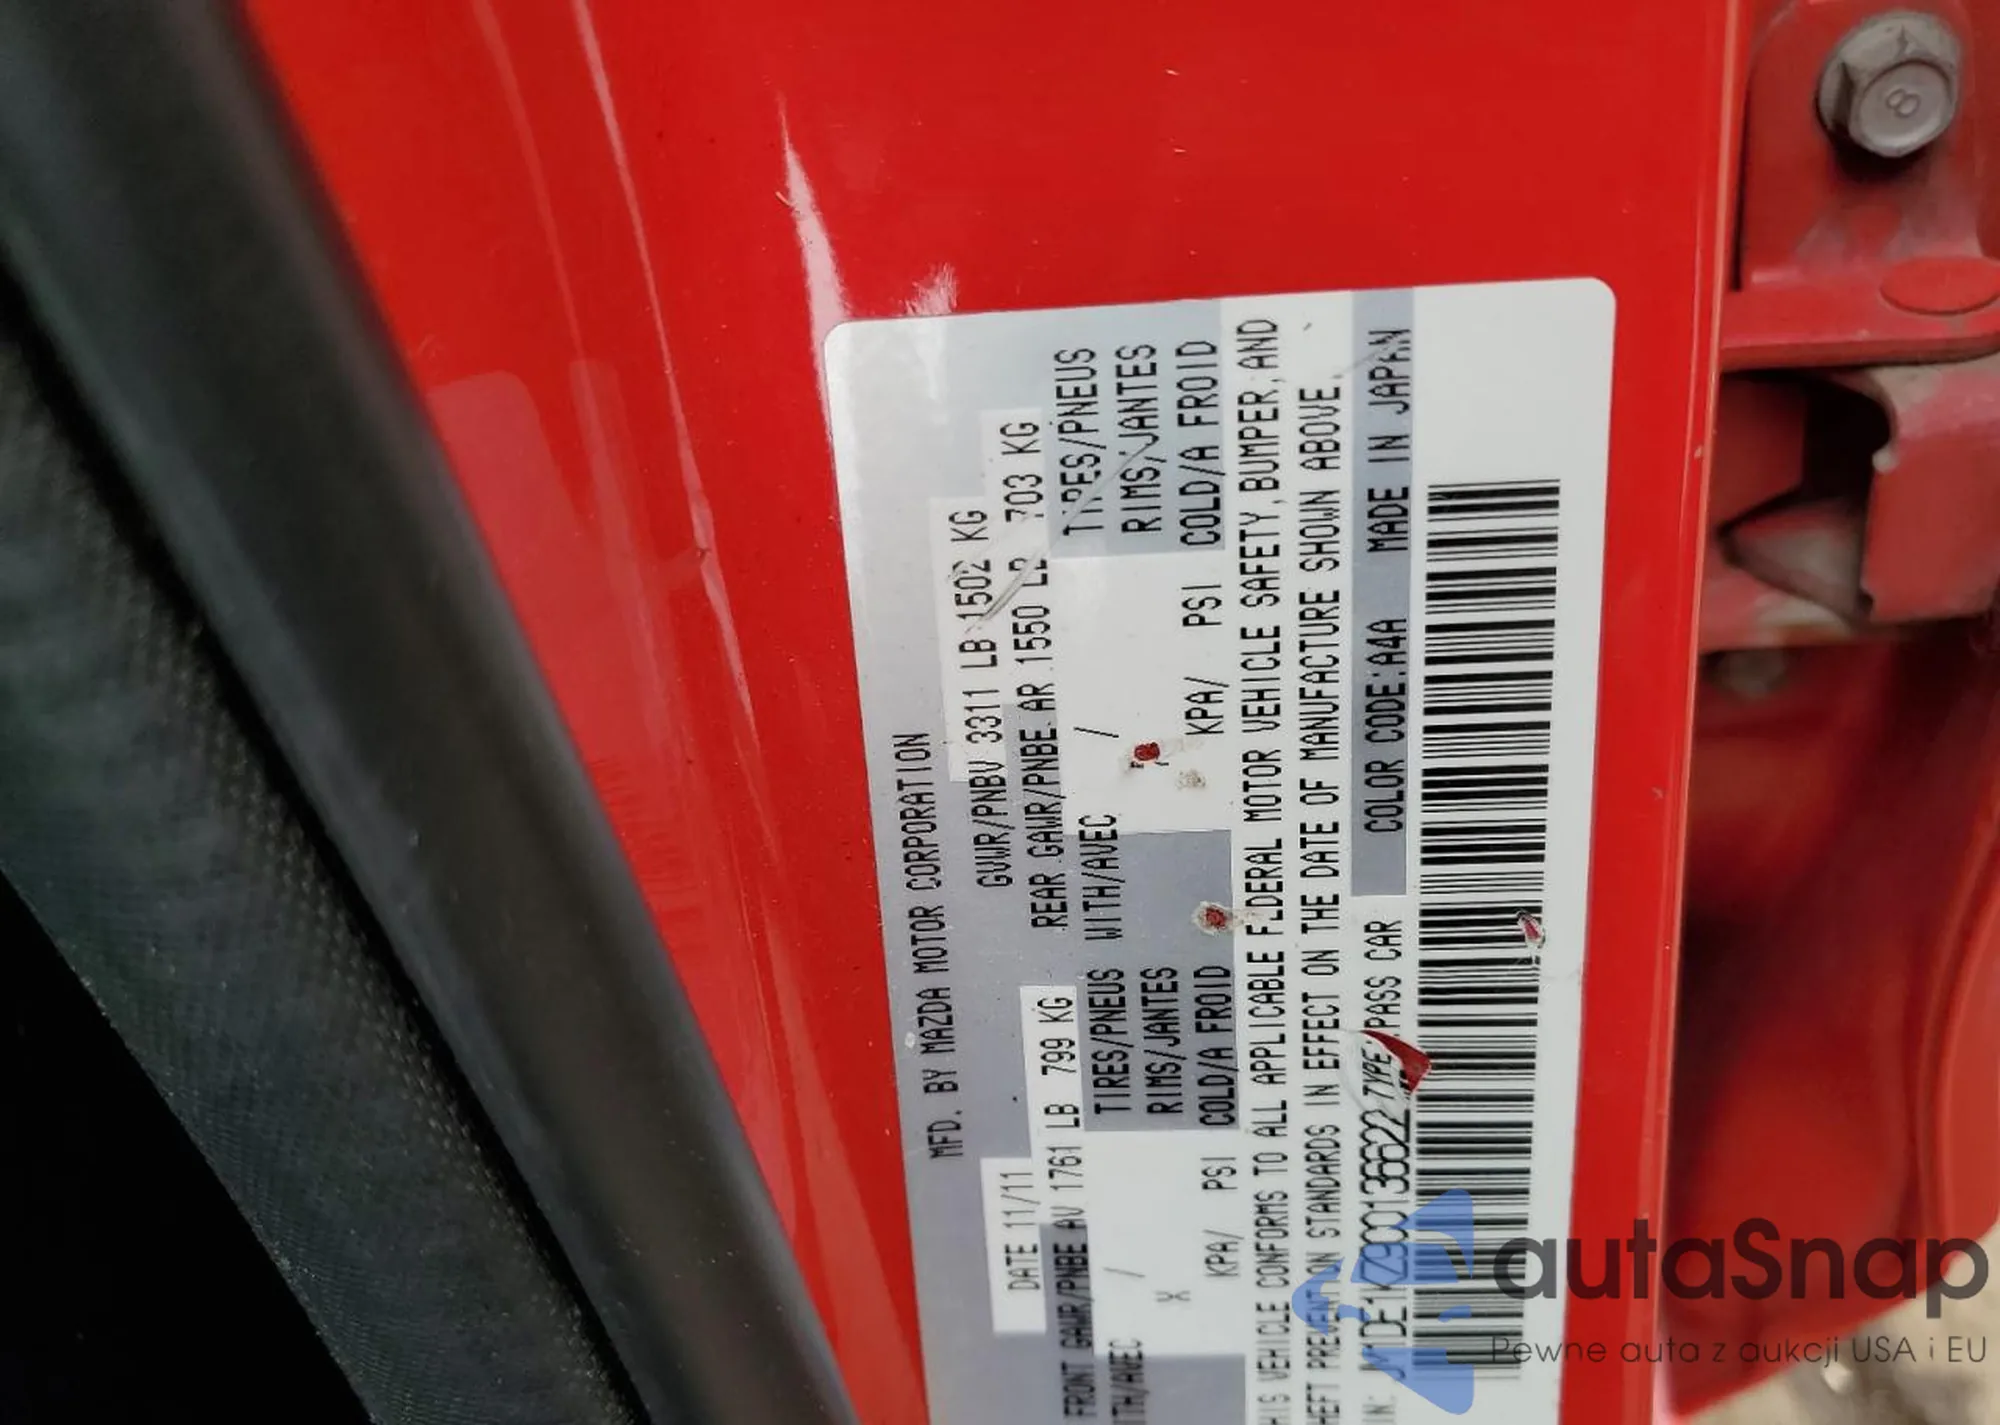 MFD. BY MAZDA MOTOR CORPORATION
DATE 11/11
GVWR/PNBV 3311 LB 1502 KG
FRONT GAWR/PNBE AV 1761 LB 799 KG
REAR GAWR/PNBE AR 1550 LB 703 KG
/ TIRES/PNEUS WITH/AVEC / TIRES/PNEUS
X RIMS/JANTES RIMS/JANTES
KPA/ PSI COLD/A FROID KPA/ PSI COLD/A FROID
VEHICLE CONFORMS TO ALL APPLICABLE FEDERAL MOTOR VEHICLE SAFETY, BUMPER, AND
PREVENTION STANDARDS IN EFFECT ON THE DATE OF MANUFACTURE SHOWN ABOVE.
TYPE:PASS CAR COLOR CODE:A4A MADE IN JAPAN
8
autaSnap
Pewne auta z aukcji USA i EU